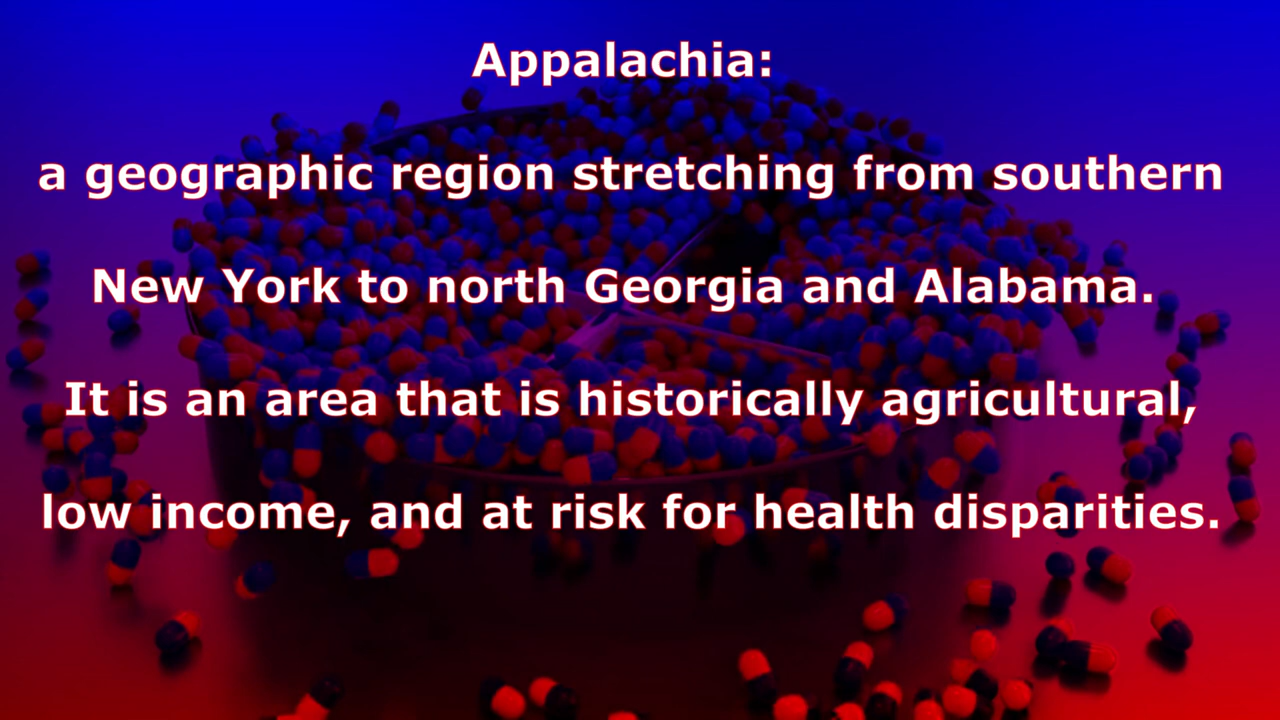 Appalachia:
a geographic region stretching from southern
New York to north Georgia and Alabama.
It is an area that is historically agricultural,
low income, and at risk for health disparities.